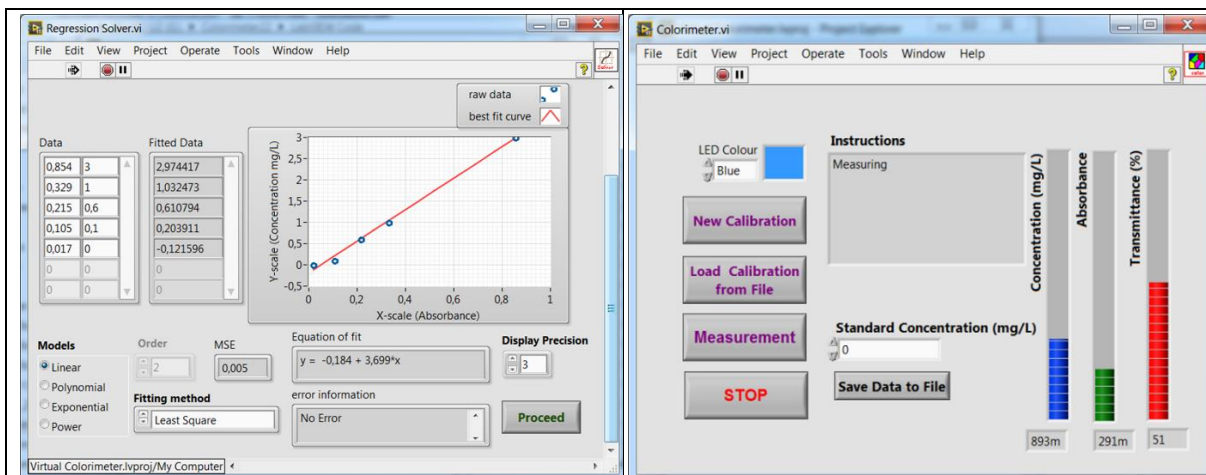 Regression Solver.vi
File Edit View Project Operate Tools Window Help
raw data
best fit curve
Data
Fitted Data
0,854 3
2,974417
0,329 1
1,032473
0,215 0,6
0,610794
0,105 0,1
0,203911
0,017 0
-0,121596
0 0
0
0 0
0
Y-scale (Concentration mg/L)
3-
2,5-
2-
1,5-
1-
0,5-
0-
-0,5-
0 0,2 0,4 0,6 0,8 1
X-scale (Absorbance)
Models
Linear
Polynomial
Exponential
Power
Order
2
MSE
0,005
Fitting method
Least Square
Equation of fit
y = -0,184 + 3,699*x
error information
No Error
Display Precision
3
Proceed
Virtual Colorimeter.lvproj/My Computer
Colorimeter.vi
File Edit View Project Operate Tools Window Help
LED Colour
Blue
New Calibration
Load Calibration
from File
Measurement
STOP
Instructions
Measuring
Standard Concentration (mg/L)
0
Save Data to File
Concentration (mg/L)
Absorbance
Transmittance (%)
893m
291m
51